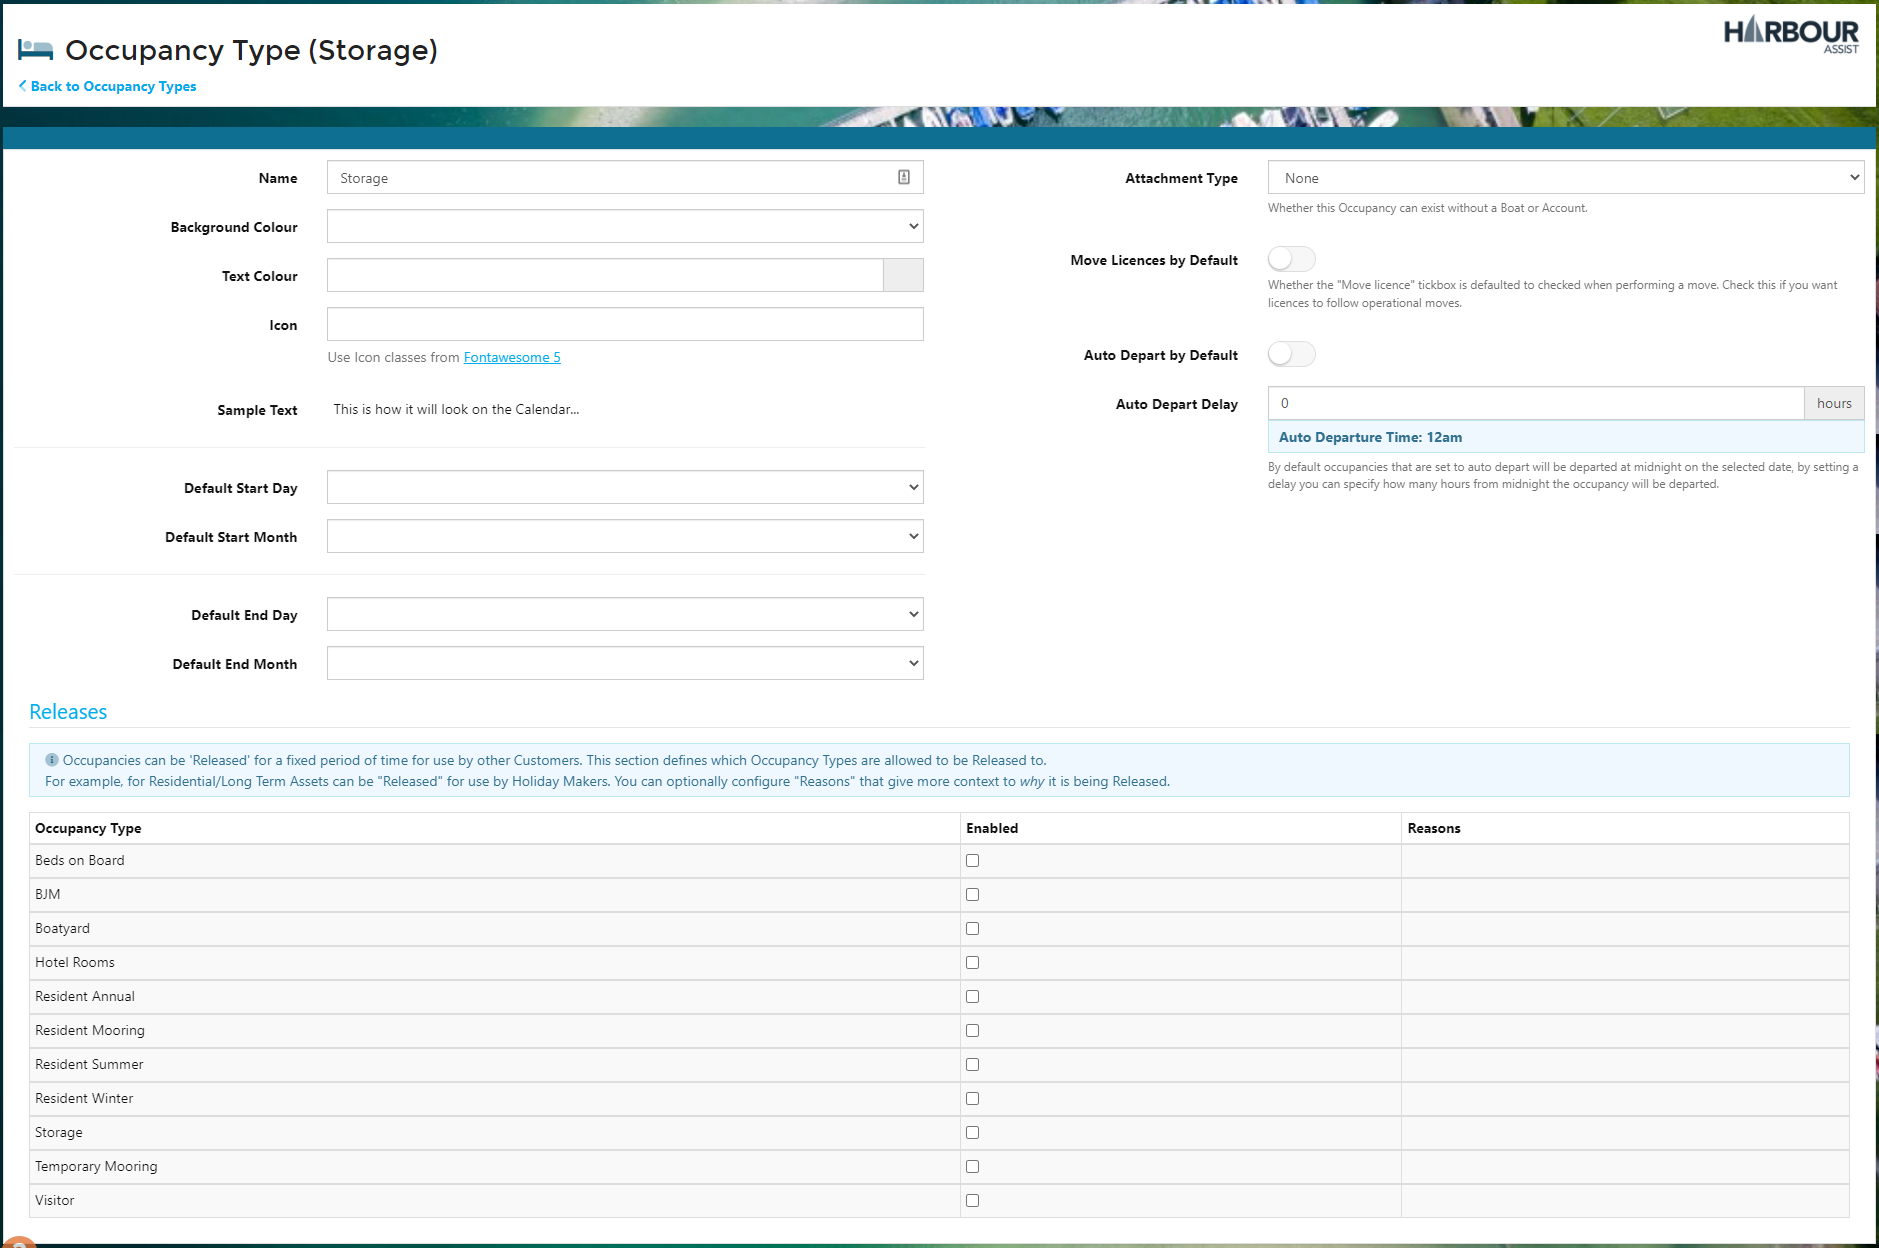 Occupancy Type (Storage)
HARBOUR
ASSIST
Back to Occupancy Types
Name
Storage
Background Colour
Text Colour
Icon
Use Icon classes from Fontawesome 5
Sample Text
This is how it will look on the Calendar...
Default Start Day
Default Start Month
Default End Day
Default End Month
Attachment Type
None
Whether this Occupancy can exist without a Boat or Account.
Move Licences by Default
Whether the "Move licence" tickbox is defaulted to checked when performing a move. Check this if you want
licences to follow operational moves.
Auto Depart by Default
Auto Depart Delay
0
hours
Auto Departure Time: 12am
By default occupancies that are set to auto depart will be departed at midnight on the selected date, by setting a
delay you can specify how many hours from midnight the occupancy will be departed.
Releases
Occupancies can be 'Released' for a fixed period of time for use by other Customers. This section defines which Occupancy Types are allowed to be Released to.
For example, for Residential/Long Term Assets can be "Released" for use by Holiday Makers. You can optionally configure "Reasons" that give more context to why it is being Released.
Occupancy Type Enabled Reasons
Beds on Board
BJM
Boatyard
Hotel Rooms
Resident Annual
Resident Mooring
Resident Summer
Resident Winter
Storage
Temporary Mooring
Visitor